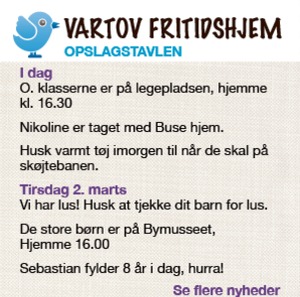 VARTOV FRITIDSHJEM
OPSLAGSTAVLEN
I dag
O. klasserne er på legepladsen, hjemme
kl. 16.30
Nikoline er taget med Buse hjem.
Husk varmt tøj imorgen til når de skal på
skøjtebanen.
Tirsdag 2. marts
Vi har lus! Husk at tjekke dit barn for lus.
De store børn er på Bymusseet,
Hjemme 16.00
Sebastian fylder 8 år i dag, hurra!
Se flere nyheder